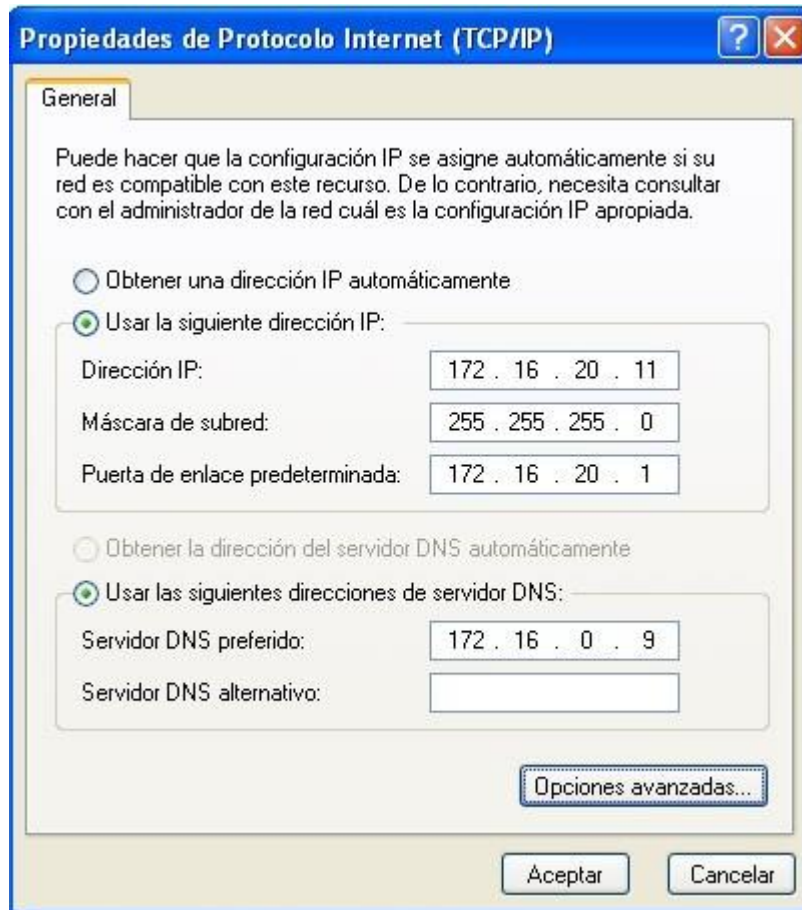 Propiedades de Protocolo Internet (TCP/IP)
General
Puede hacer que la configuración IP se asigne automáticamente si su
red es compatible con este recurso. De lo contrario, necesita consultar
con el administrador de la red cuál es la configuración IP apropiada.
Obtener una dirección IP automáticamente
Usar la siguiente dirección IP:
Dirección IP: 172 . 16 . 20 . 11
Máscara de subred: 255 . 255 . 255 . 0
Puerta de enlace predeterminada: 172 . 16 . 20 . 1
Obtener la dirección del servidor DNS automáticamente
Usar las siguientes direcciones de servidor DNS:
Servidor DNS preferido: 172 . 16 . 0 . 9
Servidor DNS alternativo:
Opciones avanzadas...
Aceptar Cancelar